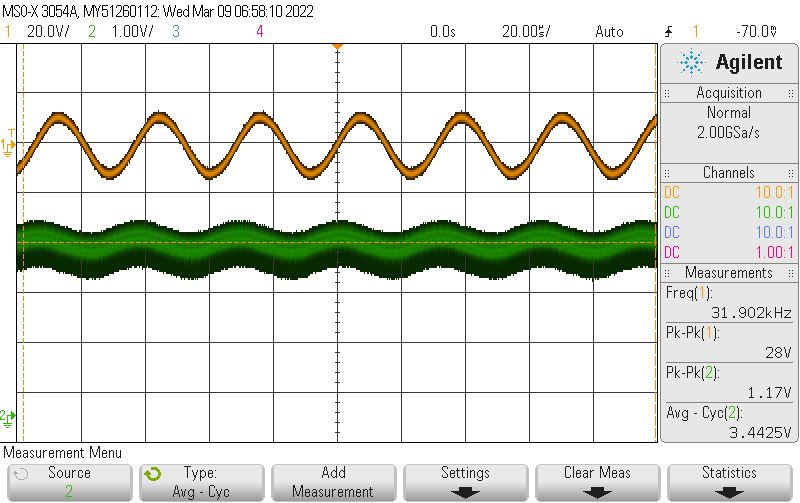 MSO-X 3054A, MY51260112: Wed Mar 09 06:58:10 2022
1 20.0V/ 2 1.00V/ 3 4 0.0s 20.00µs/ Auto 1 -70.0mV
Agilent
Acquisition
Normal
2.00GSa/s
Channels
DC 10.0:1
DC 10.0:1
DC 10.0:1
DC 1.00:1
Measurements
Freq(1):
31.902kHz
Pk-Pk(1):
28V
Pk-Pk(2):
1.17V
Avg - Cyc(2):
3.4425V
T
1
2
Measurement Menu
Source
2
Type:
Avg - Cyc
Add
Measurement
Settings
Clear Meas
Statistics